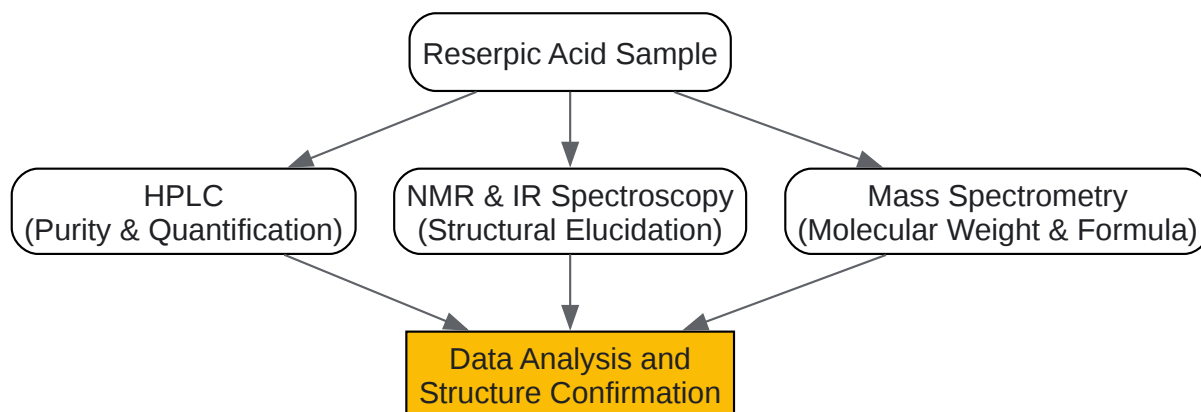 Reserpic Acid Sample
HPLC
(Purity & Quantification)
NMR & IR Spectroscopy
(Structural Elucidation)
Mass Spectrometry
(Molecular Weight & Formula)
Data Analysis and
Structure Confirmation